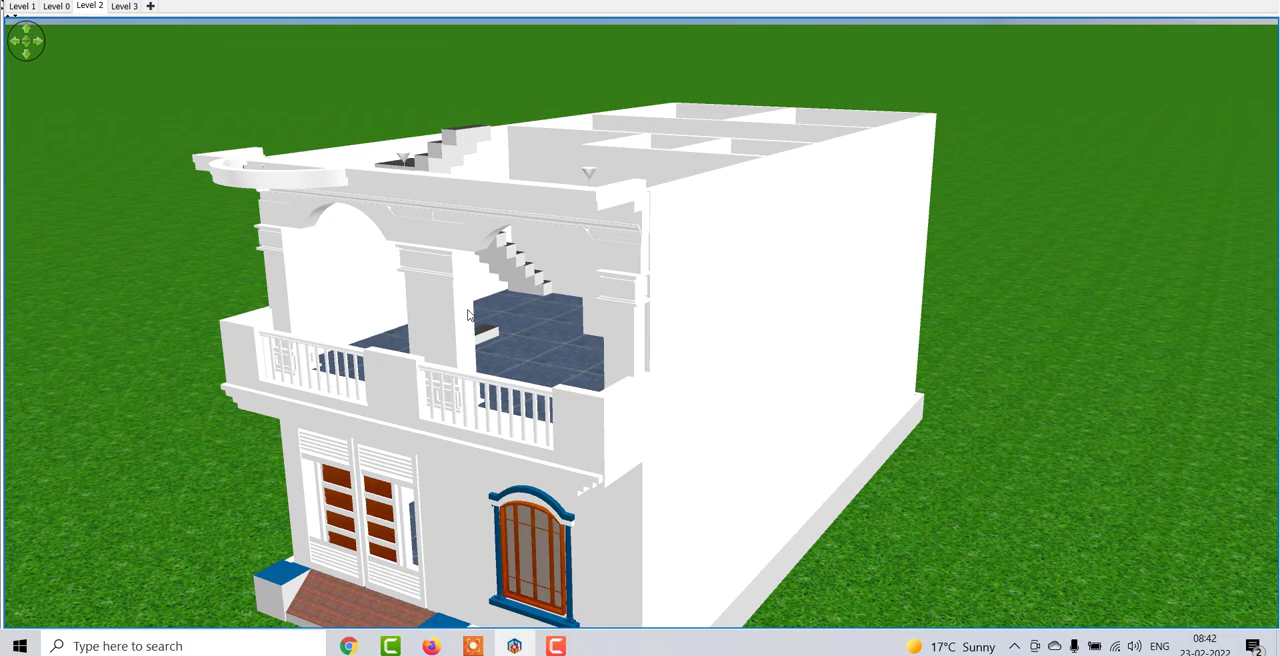 Level 1 Level 0 Level 2 Level 3
Type here to search
17°C Sunny
ENG
08:42
23-02-2022
2